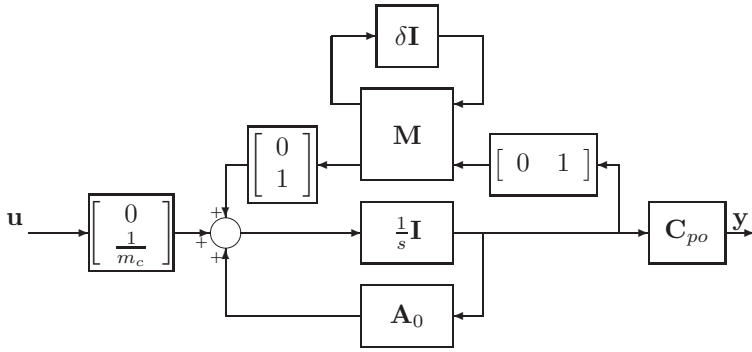 δI
M
[ 0 1 ]
[ 0 1 ]
u
[ 0 1/m_c ]
+
+
+
1/s I
C_po
y
A_0